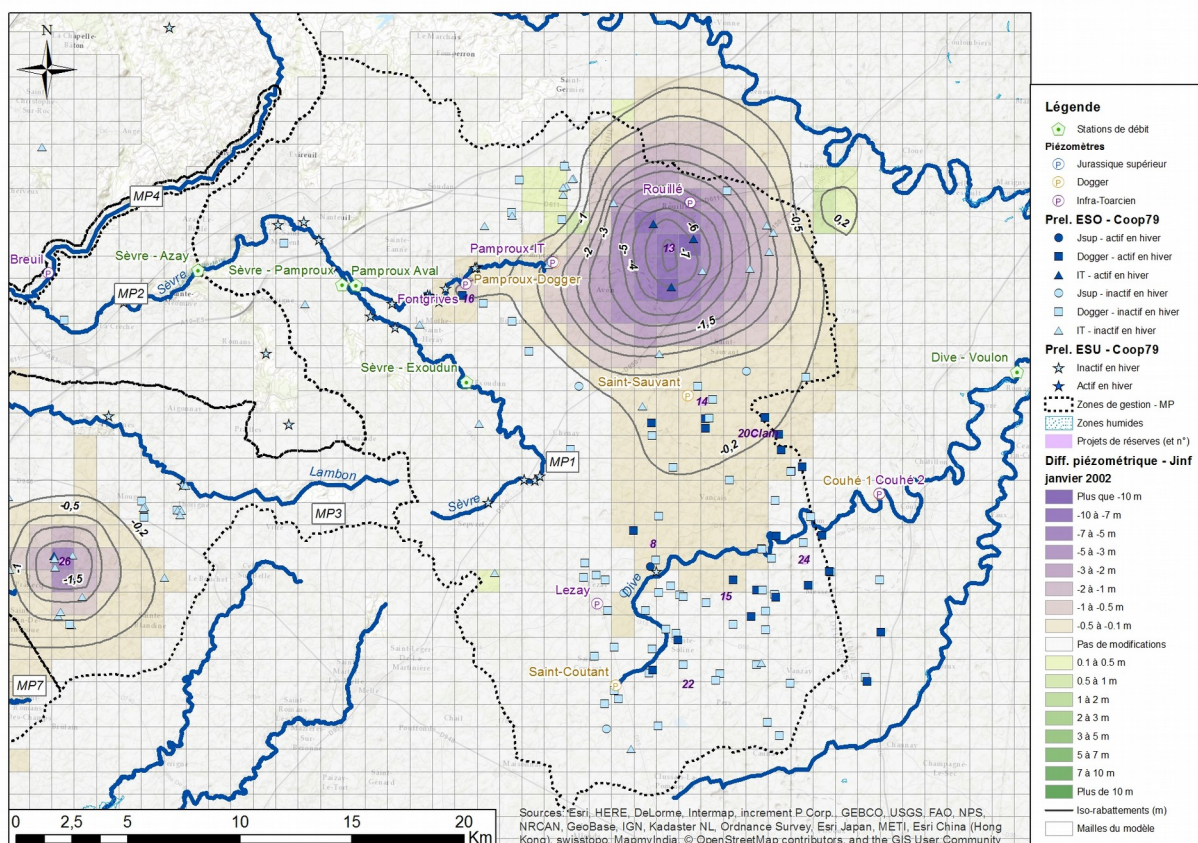 N
MP4
Breuil
Sèvre - Azay
Sèvre
MP2
Sèvre - Pamproux
Pamproux Aval
Pamproux-IT
Pamproux-Dogger
Fontgrives
16
Rouillé
13
-1
-2
-3
-5
-4
-6
-1,5
-0,5
0,2
Sèvre - Exoudun
Saint-Sauvant
14
20Clain
-0,2
Dive - Voulon
MP1
Sèvre
Lambon
MP3
Couhé 1
Couhé 2
-0,5
-0,2
-1
26
-1,5
8
24
Dive
Lezay
15
Saint-Coutant
22
MP7
0 2,5 5 10 15 20
Km
Sources: Esri, HERE, DeLorme, Intermap, increment P Corp., GEBCO, USGS, FAO, NPS,
NRCAN, GeoBase, IGN, Kadaster NL, Ordnance Survey, Esri Japan, METI, Esri China (Hong
Kong), swisstopo, MapmyIndia, © OpenStreetMap contributors, and the GIS User Community
Légende
Stations de débit
Piézomètres
Jurassique supérieur
Dogger
Infra-Toarcien
Prel. ESO - Coop79
Jsup - actif en hiver
Dogger - actif en hiver
IT - actif en hiver
Jsup - inactif en hiver
Dogger - inactif en hiver
IT - inactif en hiver
Prel. ESU - Coop79
Inactif en hiver
Actif en hiver
Zones de gestion - MP
Zones humides
Projets de réserves (et n°)
Diff. piézométrique - Jinf
janvier 2002
Plus que -10 m
-10 à -7 m
-7 à -5 m
-5 à -3 m
-3 à -2 m
-2 à -1 m
-1 à -0.5 m
-0.5 à -0.1 m
Pas de modifications
0.1 à 0.5 m
0.5 à 1 m
1 à 2 m
2 à 3 m
3 à 5 m
5 à 7 m
7 à 10 m
Plus de 10 m
Iso-rabattements (m)
Mailles du modèle